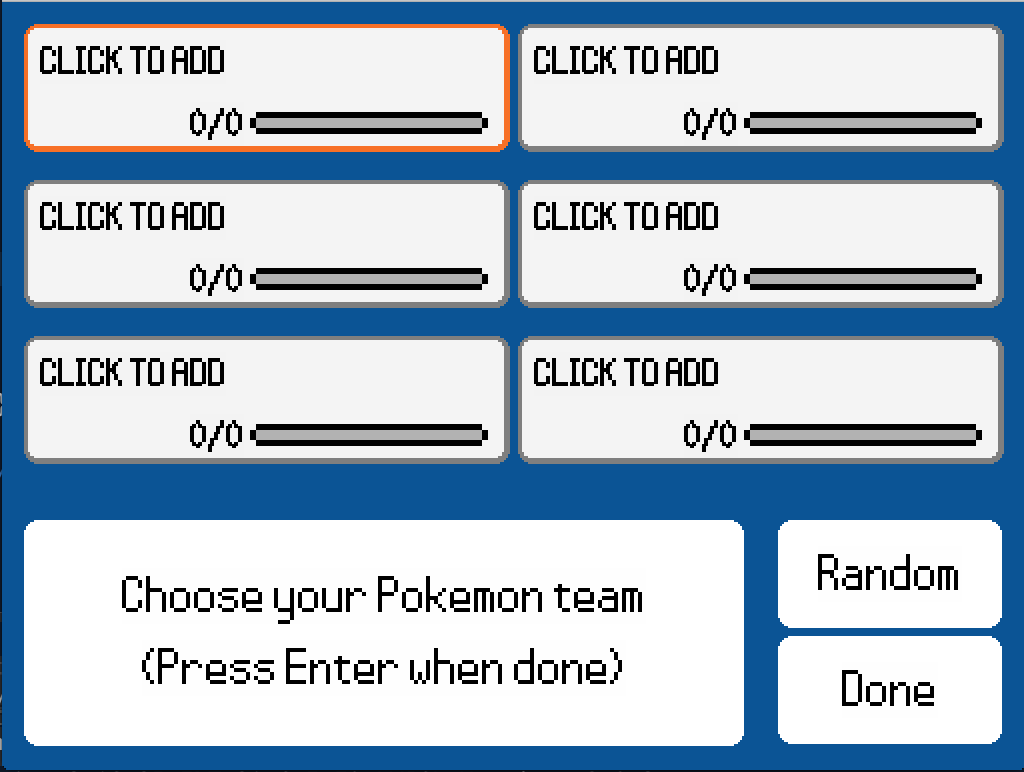 CLICK TO ADD
0/0
CLICK TO ADD
0/0
CLICK TO ADD
0/0
CLICK TO ADD
0/0
CLICK TO ADD
0/0
CLICK TO ADD
0/0
Choose your Pokemon team
(Press Enter when done)
Random
Done